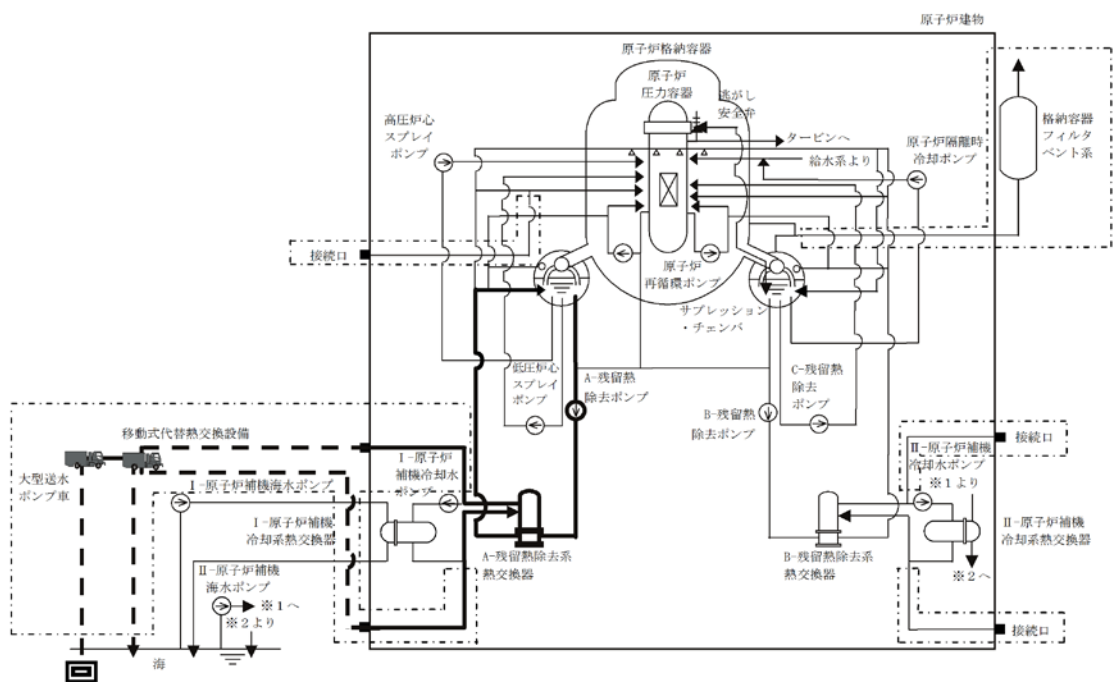 原子炉建物
原子炉格納容器
原子炉
圧力容器
逃がし
安全弁
高圧炉心
スプレイ
ポンプ
タービンへ
給水系より
原子炉隔離時
冷却ポンプ
格納容器
フィルタ
ベント系
接続口
原子炉
再循環ポンプ
サプレッション
・チェンバ
低圧炉心
スプレイ
ポンプ
A-残留熱
除去ポンプ
B-残留熱
除去ポンプ
C-残留熱
除去
ポンプ
移動式代替熱交換設備
大型送水
ポンプ車
Ⅰ-原子炉補機海水ポンプ
Ⅰ-原子炉
補機冷却水
ポンプ
Ⅰ-原子炉補機
冷却系熱交換器
A-残留熱除去系
熱交換器
Ⅱ-原子炉補機
海水ポンプ
※1へ
※2より
海
B-残留熱除去系
熱交換器
Ⅱ-原子炉補機
冷却水ポンプ
※1より
接続口
Ⅱ-原子炉補機
冷却系熱交換器
※2へ
接続口